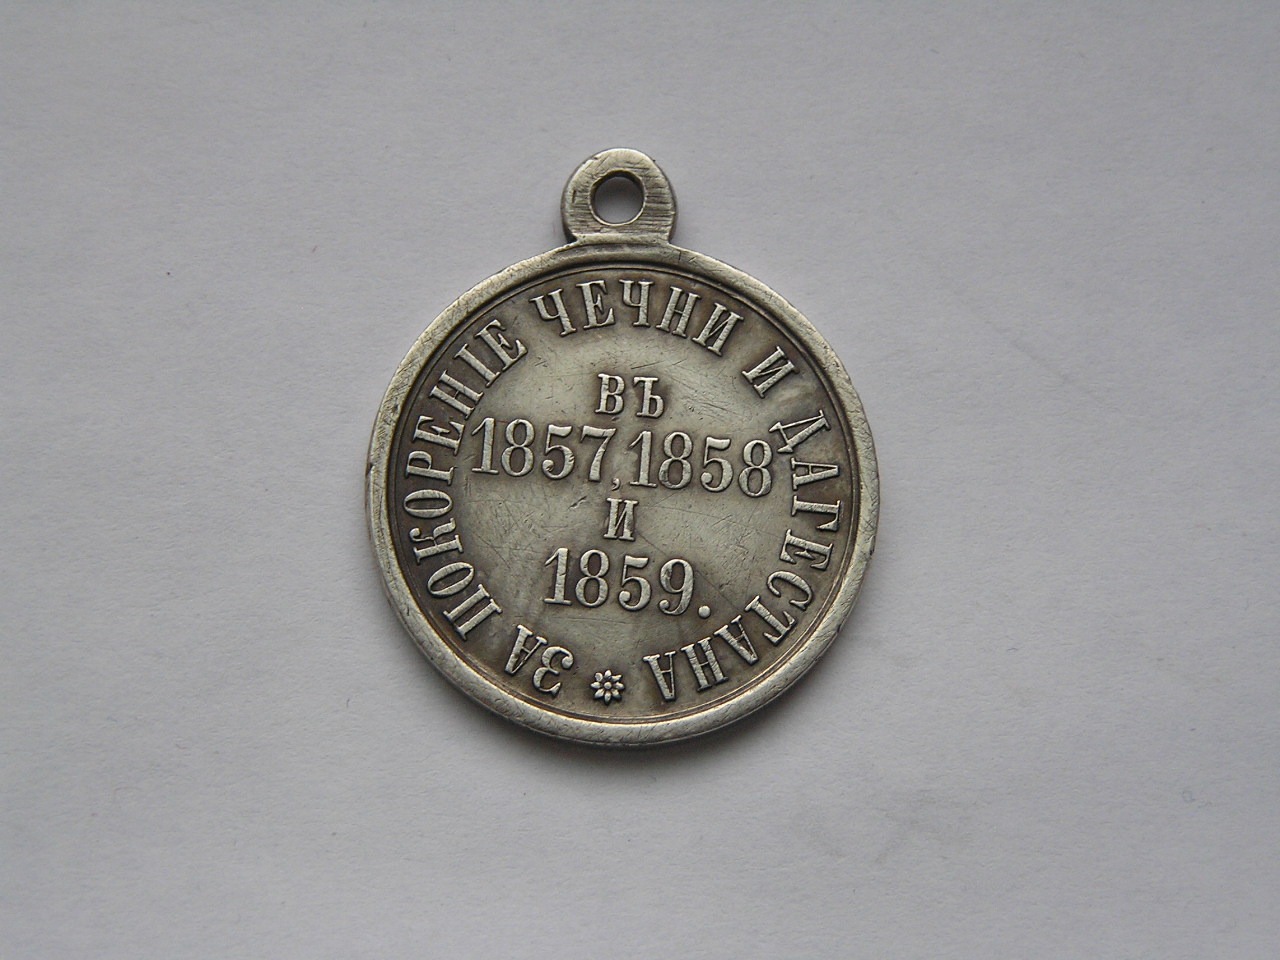 ЗА ПОКОРЕНІЕ ЧЕЧНИ И ДАГЕСТАНА
ВЪ
1857, 1858
И
1859.